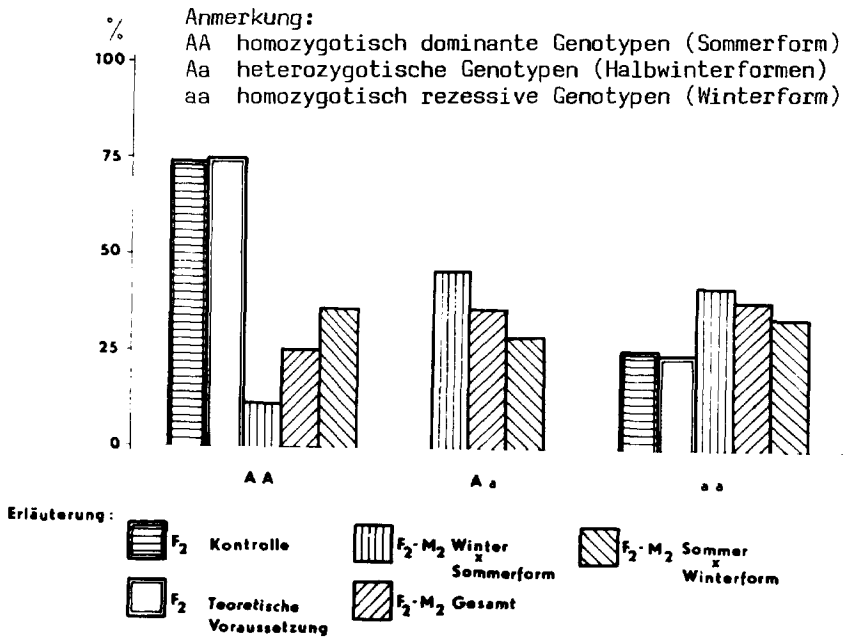 %
Anmerkung:
AA homozygotisch dominante Genotypen (Sommerform)
Aa heterozygotische Genotypen (Halbwinterformen)
aa homozygotisch rezessive Genotypen (Winterform)
100
75
50
25
0
AA
Aa
aa
Erläuterung:
F2 Kontrolle
F2 Teoretische Voraussetzung
F2-M2 Winter x Sommerform
F2-M2 Gesamt
F2-M2 Sommer x Winterform